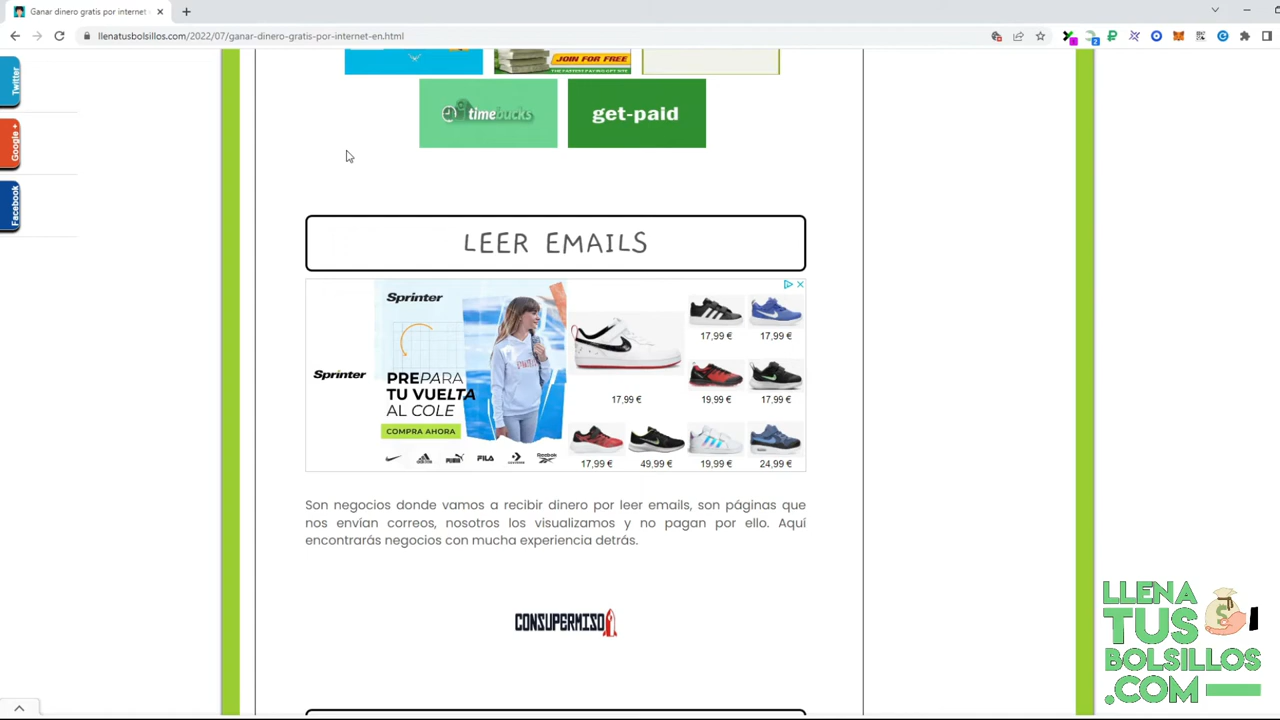 Ganar dinero gratis por internet
llenatusbolsillos.com/2022/07/ganar-dinero-gratis-por-internet-en.html
Twitter
Google +
Facebook
JOIN FOR FREE
timebucks
get-paid
LEER EMAILS
Sprinter
Sprinter
PREPARA
TU VUELTA
AL COLE
COMPRA AHORA
PUMA
FILA
Reebok
17,99 €
17,99 €
17,99 €
19,99 €
17,99 €
17,99 €
49,99 €
19,99 €
24,99 €
Son negocios donde vamos a recibir dinero por leer emails, son páginas que
nos envían correos, nosotros los visualizamos y no pagan por ello. Aquí
encontrarás negocios con mucha experiencia detrás.
CONSUPERMISO
LLENA
TUS
BOLSILLOS
.COM